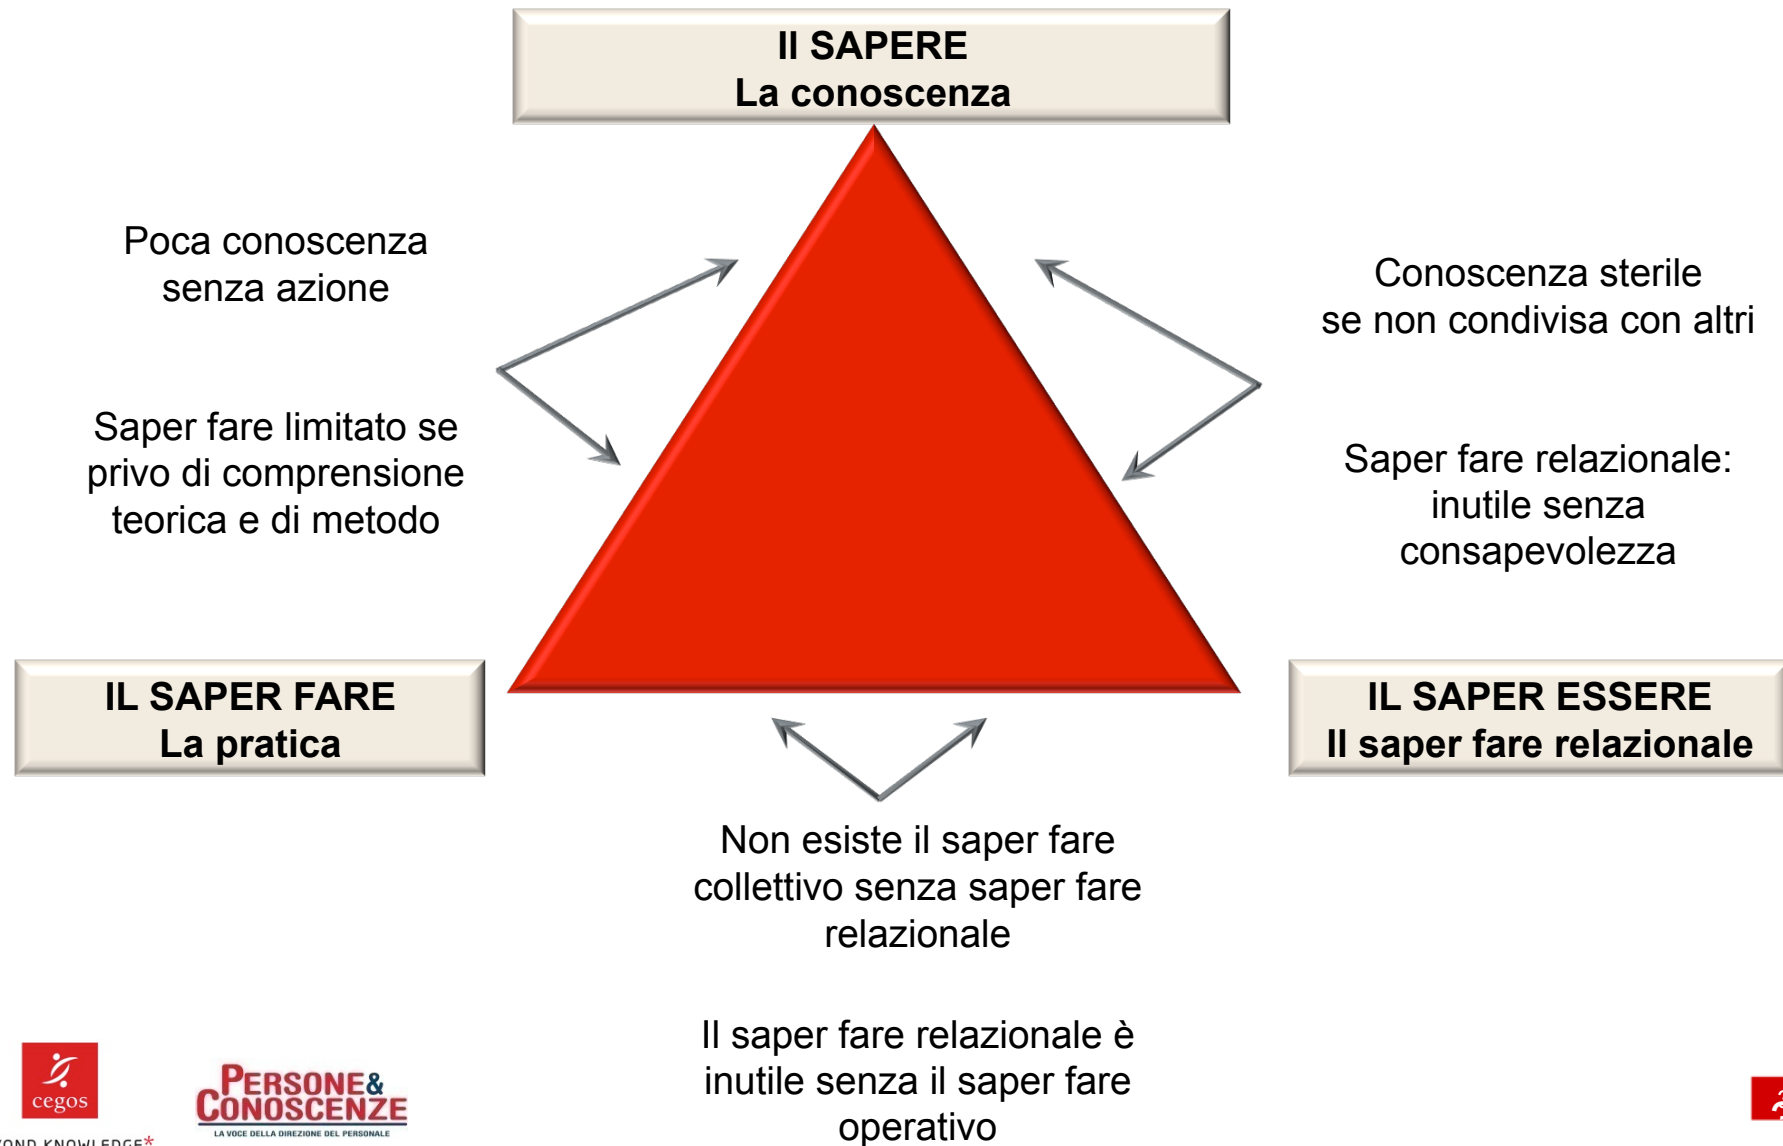 Il SAPERE
La conoscenza
Poca conoscenza
senza azione
Conoscenza sterile
se non condivisa con altri
Saper fare limitato se
privo di comprensione
teorica e di metodo
Saper fare relazionale:
inutile senza
consapevolezza
IL SAPER FARE
La pratica
IL SAPER ESSERE
Il saper fare relazionale
Non esiste il saper fare
collettivo senza saper fare
relazionale
Il saper fare relazionale è
inutile senza il saper fare
operativo
cegos
YOND KNOWLEDGE*
PERSONE&
CONOSCENZE
LA VOCE DELLA DIREZIONE DEL PERSONALE